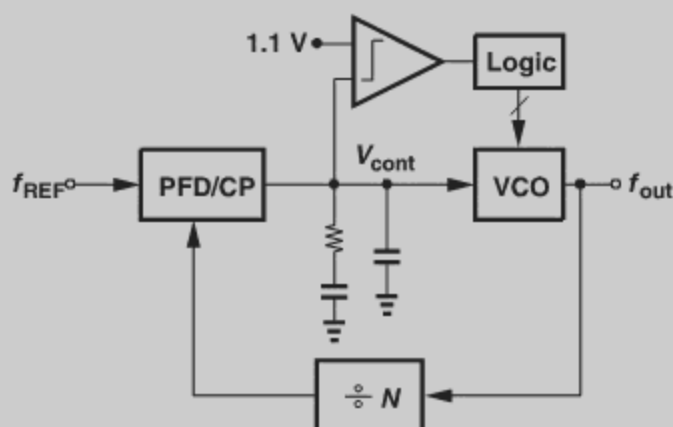 1.1 V
Logic
V_cont
f_REF
PFD/CP
VCO
f_out
÷ N